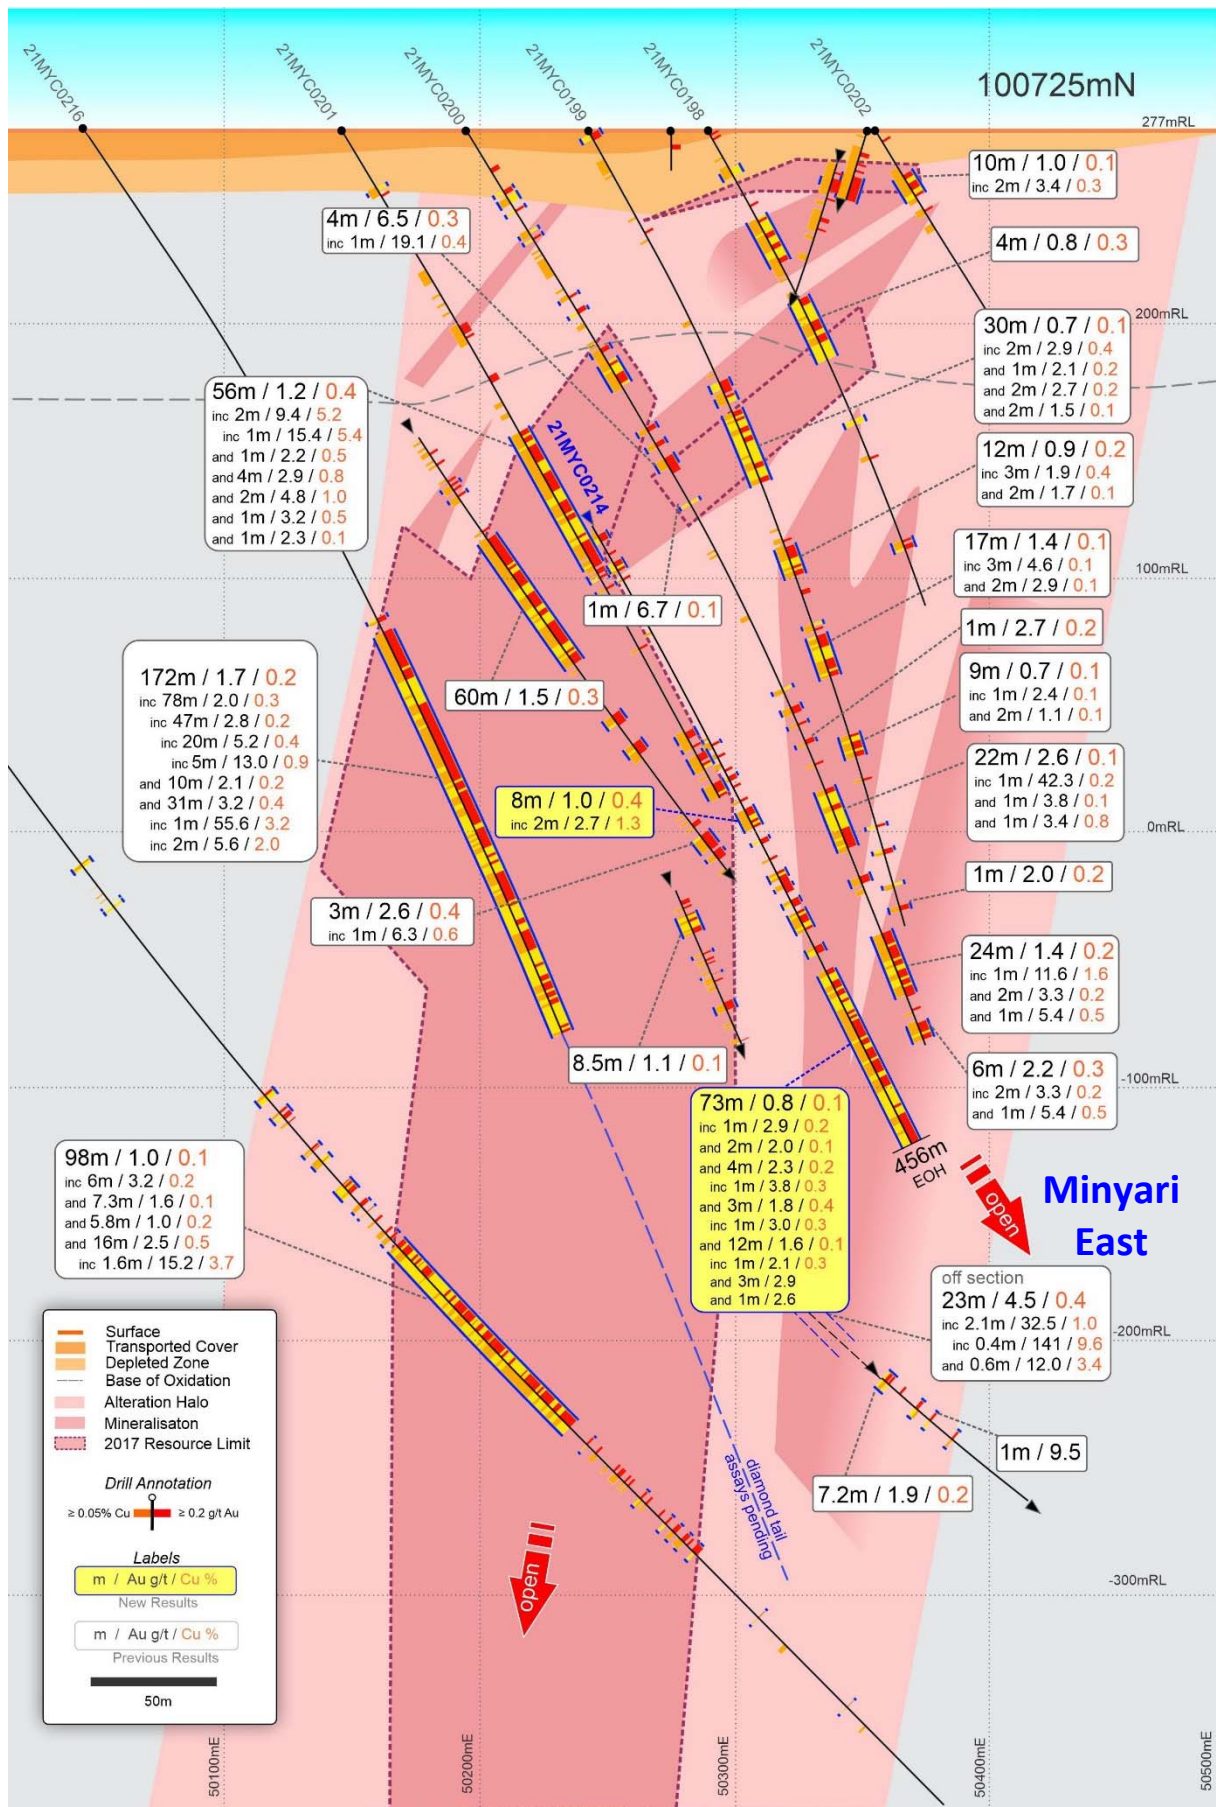 21MYC0216
21MYC0201
21MYC0200
21MYC0199
21MYC0198
21MYC0202
100725mN
277mRL
10m / 1.0 / 0.1
inc 2m / 3.4 / 0.3
4m / 6.5 / 0.3
inc 1m / 19.1 / 0.4
4m / 0.8 / 0.3
200mRL
30m / 0.7 / 0.1
inc 2m / 2.9 / 0.4
and 1m / 2.1 / 0.2
and 2m / 2.7 / 0.2
and 2m / 1.5 / 0.1
56m / 1.2 / 0.4
inc 2m / 9.4 / 5.2
inc 1m / 15.4 / 5.4
and 1m / 2.2 / 0.5
and 4m / 2.9 / 0.8
and 2m / 4.8 / 1.0
and 1m / 3.2 / 0.5
and 1m / 2.3 / 0.1
21MYC0214
12m / 0.9 / 0.2
inc 3m / 1.9 / 0.4
and 2m / 1.7 / 0.1
17m / 1.4 / 0.1
inc 3m / 4.6 / 0.1
and 2m / 2.9 / 0.1
100mRL
1m / 6.7 / 0.1
1m / 2.7 / 0.2
172m / 1.7 / 0.2
inc 78m / 2.0 / 0.3
inc 47m / 2.8 / 0.2
inc 20m / 5.2 / 0.4
inc 5m / 13.0 / 0.9
and 10m / 2.1 / 0.2
and 31m / 3.2 / 0.4
inc 1m / 55.6 / 3.2
inc 2m / 5.6 / 2.0
60m / 1.5 / 0.3
9m / 0.7 / 0.1
inc 1m / 2.4 / 0.1
and 2m / 1.1 / 0.1
22m / 2.6 / 0.1
inc 1m / 42.3 / 0.2
and 1m / 3.8 / 0.1
and 1m / 3.4 / 0.8
8m / 1.0 / 0.4
inc 2m / 2.7 / 1.3
0mRL
1m / 2.0 / 0.2
3m / 2.6 / 0.4
inc 1m / 6.3 / 0.6
24m / 1.4 / 0.2
inc 1m / 11.6 / 1.6
and 2m / 3.3 / 0.2
and 1m / 5.4 / 0.5
8.5m / 1.1 / 0.1
6m / 2.2 / 0.3
inc 2m / 3.3 / 0.2
and 1m / 5.4 / 0.5
-100mRL
73m / 0.8 / 0.1
inc 1m / 2.9 / 0.2
and 2m / 2.0 / 0.1
and 4m / 2.3 / 0.2
inc 1m / 3.8 / 0.3
and 3m / 1.8 / 0.4
inc 1m / 3.0 / 0.3
and 12m / 1.6 / 0.1
inc 1m / 2.1 / 0.3
and 3m / 2.9
and 1m / 2.6
456m
EOH
open
Minyari
East
98m / 1.0 / 0.1
inc 6m / 3.2 / 0.2
and 7.3m / 1.6 / 0.1
and 5.8m / 1.0 / 0.2
and 16m / 2.5 / 0.5
inc 1.6m / 15.2 / 3.7
off section
23m / 4.5 / 0.4
inc 2.1m / 32.5 / 1.0
inc 0.4m / 141 / 9.6
and 0.6m / 12.0 / 3.4
-200mRL
1m / 9.5
7.2m / 1.9 / 0.2
diamond tail
assays pending
open
-300mRL
Surface
Transported Cover
Depleted Zone
Base of Oxidation
Alteration Halo
Mineralisaton
2017 Resource Limit
Drill Annotation
≥ 0.05% Cu
≥ 0.2 g/t Au
Labels
m / Au g/t / Cu %
New Results
m / Au g/t / Cu %
Previous Results
50m
50100mE
50200mE
50300mE
50400mE
50500mE